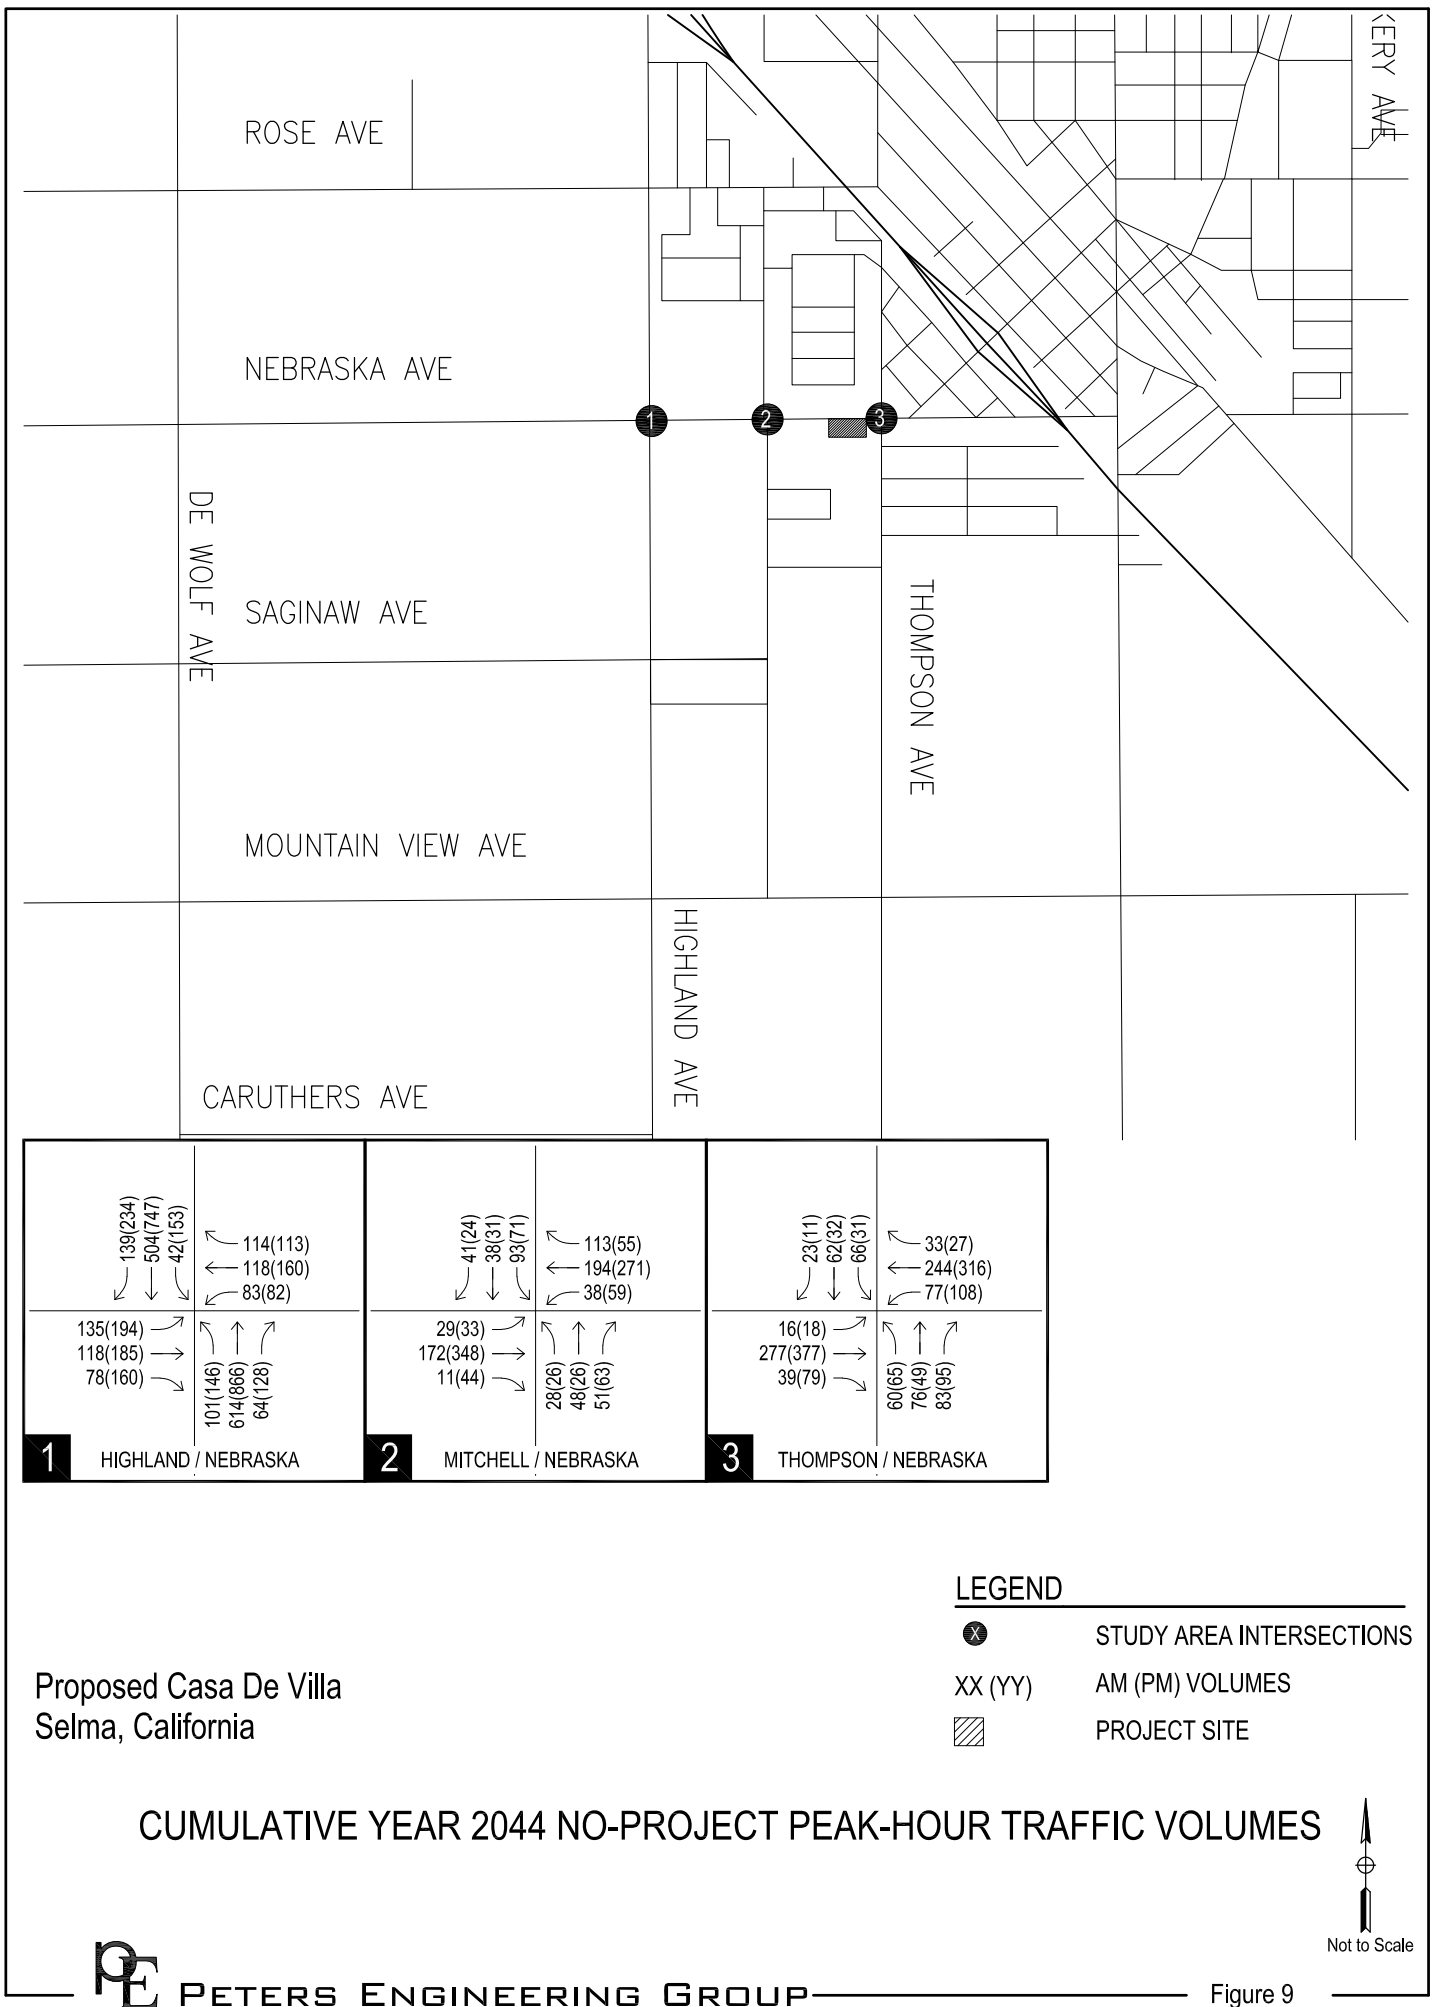 KERY AVE
ROSE AVE
NEBRASKA AVE
1
2
3
DE WOLF AVE
SAGINAW AVE
THOMPSON AVE
MOUNTAIN VIEW AVE
HIGHLAND AVE
CARUTHERS AVE
139(234)
504(747)
42(153)
114(113)
118(160)
83(82)
135(194)
118(185)
78(160)
101(146)
614(866)
64(128)
1
HIGHLAND / NEBRASKA
41(24)
38(31)
93(71)
113(55)
194(271)
38(59)
29(33)
172(348)
11(44)
28(26)
48(26)
51(63)
2
MITCHELL / NEBRASKA
23(11)
62(32)
66(31)
33(27)
244(316)
77(108)
16(18)
277(377)
39(79)
60(65)
76(49)
83(95)
3
THOMPSON / NEBRASKA
LEGEND
X STUDY AREA INTERSECTIONS
XX (YY) AM (PM) VOLUMES
PROJECT SITE
Proposed Casa De Villa
Selma, California
CUMULATIVE YEAR 2044 NO-PROJECT PEAK-HOUR TRAFFIC VOLUMES
Not to Scale
PE PETERS ENGINEERING GROUP
Figure 9